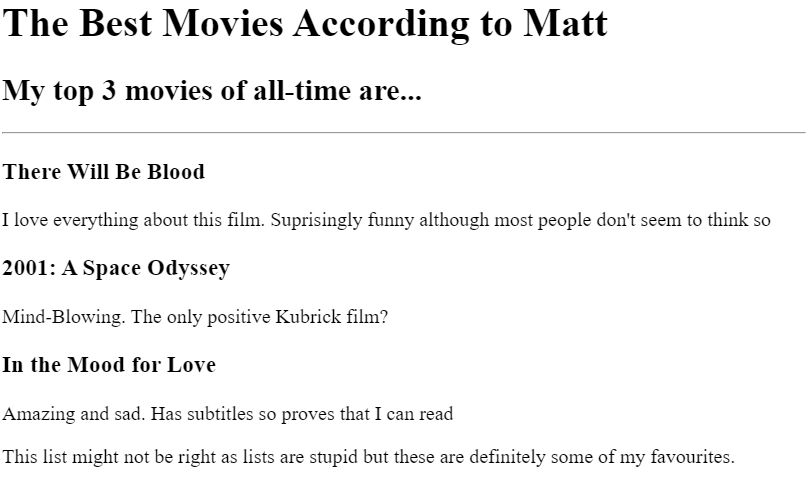 The Best Movies According to Matt
My top 3 movies of all-time are...
There Will Be Blood
I love everything about this film. Suprisingly funny although most people don't seem to think so
2001: A Space Odyssey
Mind-Blowing. The only positive Kubrick film?
In the Mood for Love
Amazing and sad. Has subtitles so proves that I can read
This list might not be right as lists are stupid but these are definitely some of my favourites.